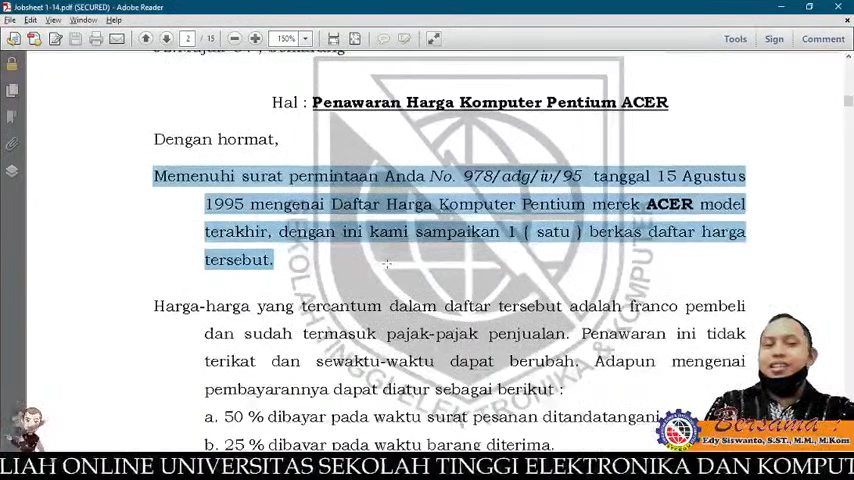 Jobsheet 1-14.pdf (SECURED) - Adobe Reader
File Edit View Window Help
2 / 15 150% Tools Sign Comment
Hal : Penawaran Harga Komputer Pentium ACER
Dengan hormat,
Memenuhi surat permintaan Anda No. 978/adg/iv/95 tanggal 15 Agustus
1995 mengenai Daftar Harga Komputer Pentium merek ACER model
terakhir, dengan ini kami sampaikan 1 ( satu ) berkas daftar harga
tersebut.
Harga-harga yang tercantum dalam daftar tersebut adalah franco pembeli
dan sudah termasuk pajak-pajak penjualan. Penawaran ini tidak
terikat dan sewaktu-waktu dapat berubah. Adapun mengenai
pembayarannya dapat diatur sebagai berikut :
a. 50 % dibayar pada waktu surat pesanan ditandatangani
b. 25 % dibayar pada waktu barang diterima.
Bersama :
Edy Siswanto, S.ST., M.M., M.Kom
LIAH ONLINE UNIVERSITAS SEKOLAH TINGGI ELEKTRONIKA DAN KOMPUT